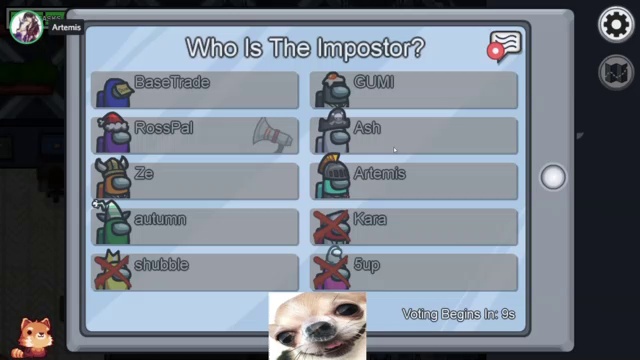 Artemis
Who Is The Impostor?
BaseTrade
GUMI
RossPal
Ash
Ze
Artemis
autumn
Kara
shubble
5up
Voting Begins In: 9s